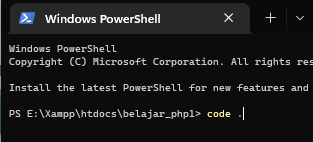 Windows PowerShell
Windows PowerShell
Copyright (C) Microsoft Corporation. All rights res
Install the latest PowerShell for new features and
PS E:\Xampp\htdocs\belajar_php1> code .